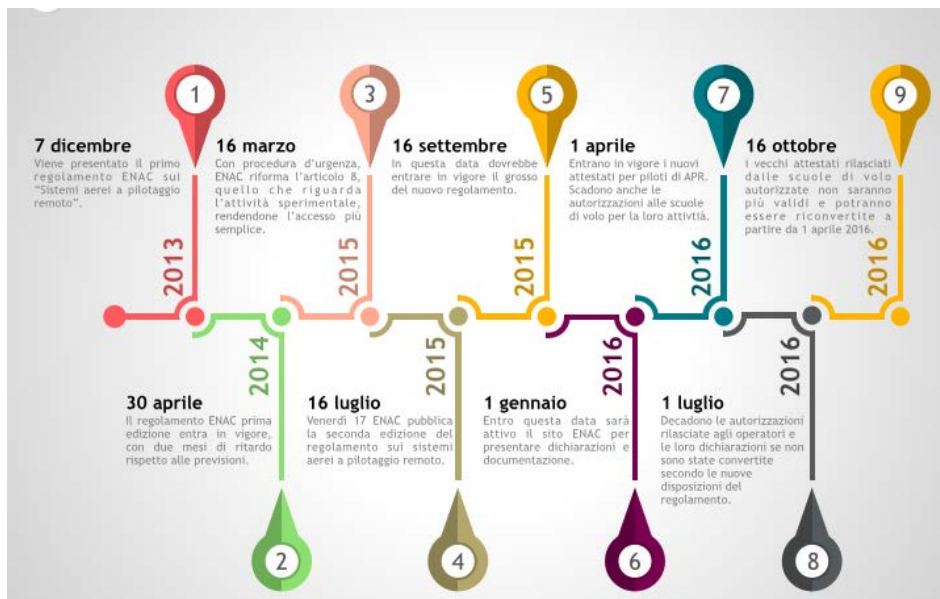 1
7 dicembre
Viene presentato il primo
regolamento ENAC sui
"Sistemi aerei a pilotaggio
remoto".
2013
2
30 aprile
Il regolamento ENAC prima
edizione entra in vigore,
con due mesi di ritardo
rispetto alle previsioni.
2014
3
16 marzo
Con procedura d'urgenza,
ENAC riforma l'articolo 8,
quello che riguarda
l'attività sperimentale,
rendendone l'accesso più
semplice.
2015
4
16 luglio
Venerdì 17 ENAC pubblica
la seconda edizione del
regolamento sui sistemi
aerei a pilotaggio remoto.
2015
5
16 settembre
In questa data dovrebbe
entrare in vigore il grosso
del nuovo regolamento.
2015
6
1 gennaio
Entro questa data sarà
attivo il sito ENAC per
presentare dichiarazioni e
documentazione.
2016
7
1 aprile
Entrano in vigore i nuovi
attestati per piloti di APR.
Scadono anche le
autorizzazioni alle scuole
di volo per la loro attivtià.
2016
8
1 luglio
Decadono le autorizzazioni
rilasciate agli operatori e
le loro dichiarazioni se non
sono state convertite
secondo le nuove
disposizioni del
regolamento.
2016
9
16 ottobre
i vecchi attestati rilasciati
dalle scuole di volo
autorizzate non saranno
più validi e potranno
essere riconvertite a
partire da 1 aprile 2016.
2016